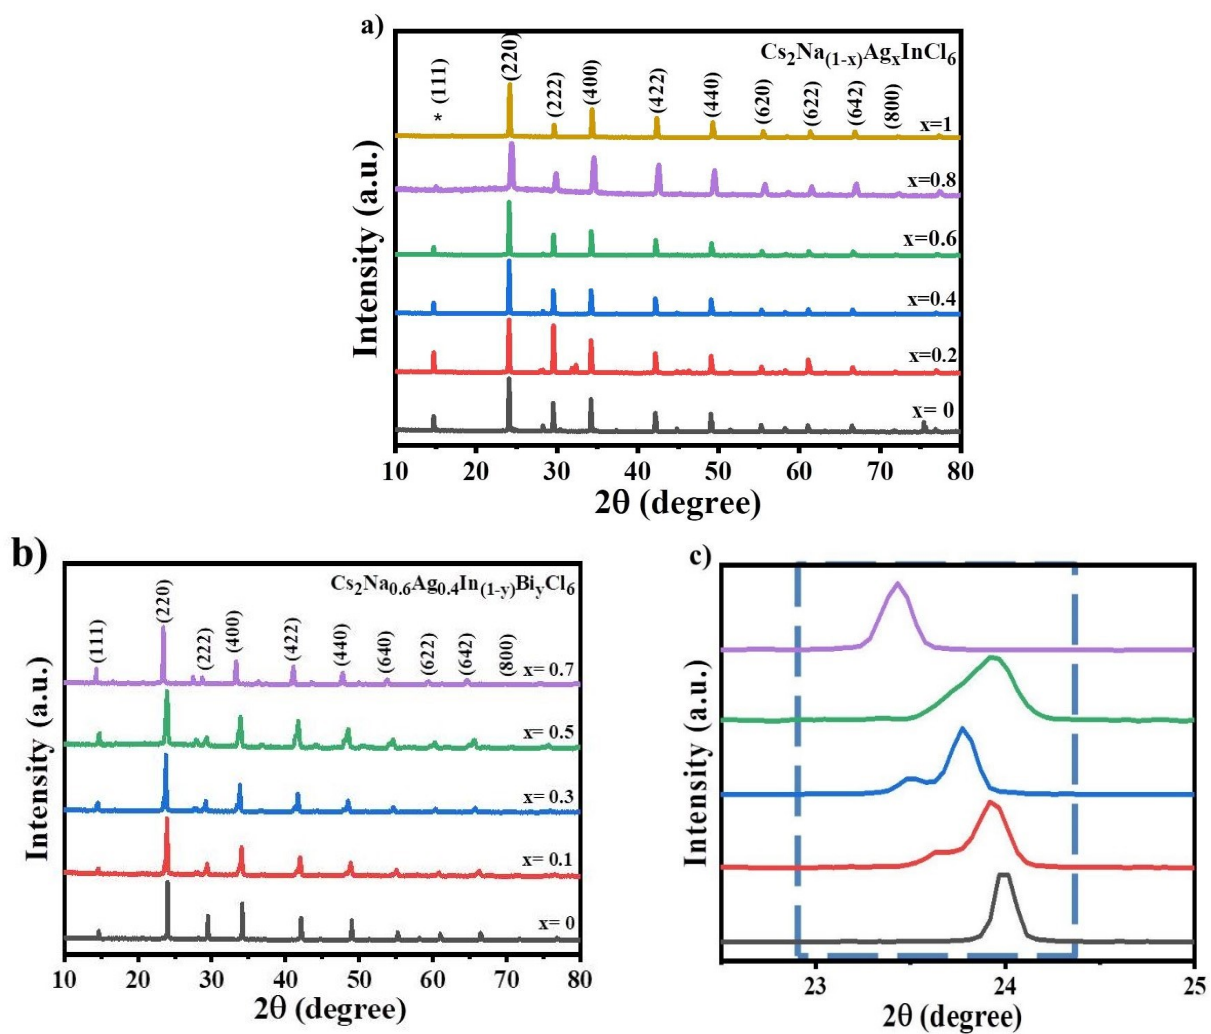 a)
Cs2Na(1-x)AgxInCl6
(111)
*
(220)
(222)
(400)
(422)
(440)
(620)
(622)
(642)
(800)
x=1
x=0.8
x=0.6
x=0.4
x=0.2
x= 0
Intensity (a.u.)
10 20 30 40 50 60 70 80
2θ (degree)
b)
Cs2Na0.6Ag0.4In(1-y)BiyCl6
(111)
(220)
(222)
(400)
(422)
(440)
(640)
(622)
(642)
(800)
x= 0.7
x= 0.5
x= 0.3
x= 0.1
x= 0
Intensity (a.u.)
10 20 30 40 50 60 70 80
2θ (degree)
c)
Intensity (a.u.)
23 24 25
2θ (degree)